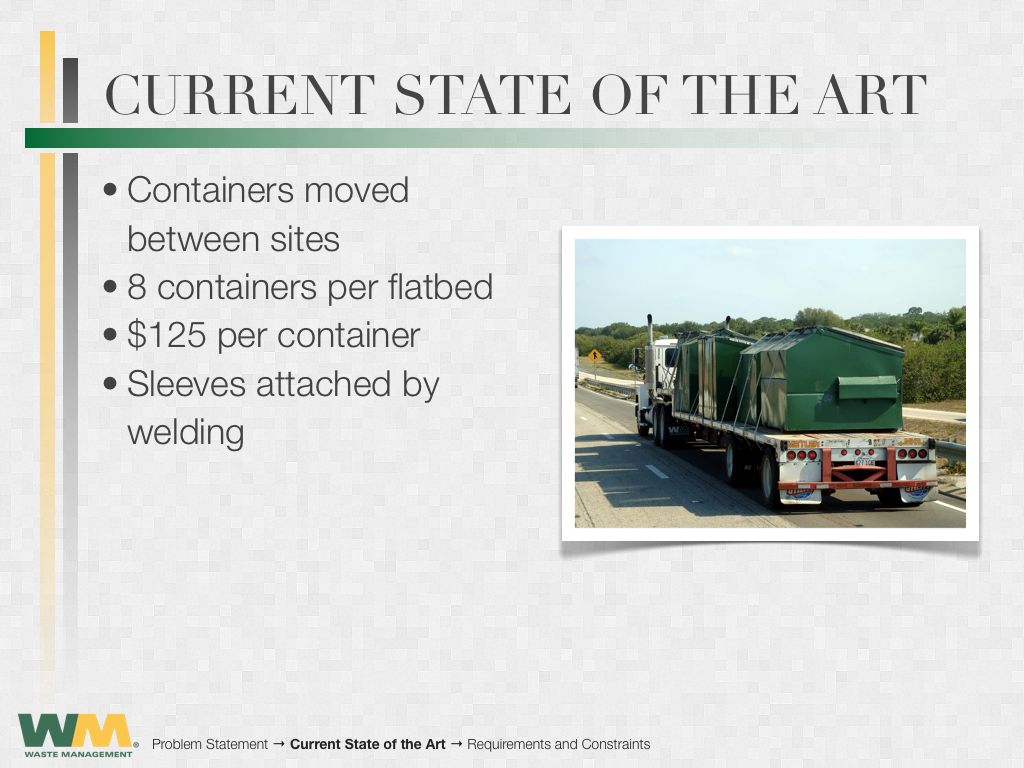 CURRENT STATE OF THE ART
• Containers moved
between sites
• 8 containers per flatbed
• $125 per container
• Sleeves attached by
welding
WM®
WASTE MANAGEMENT
Problem Statement → Current State of the Art → Requirements and Constraints